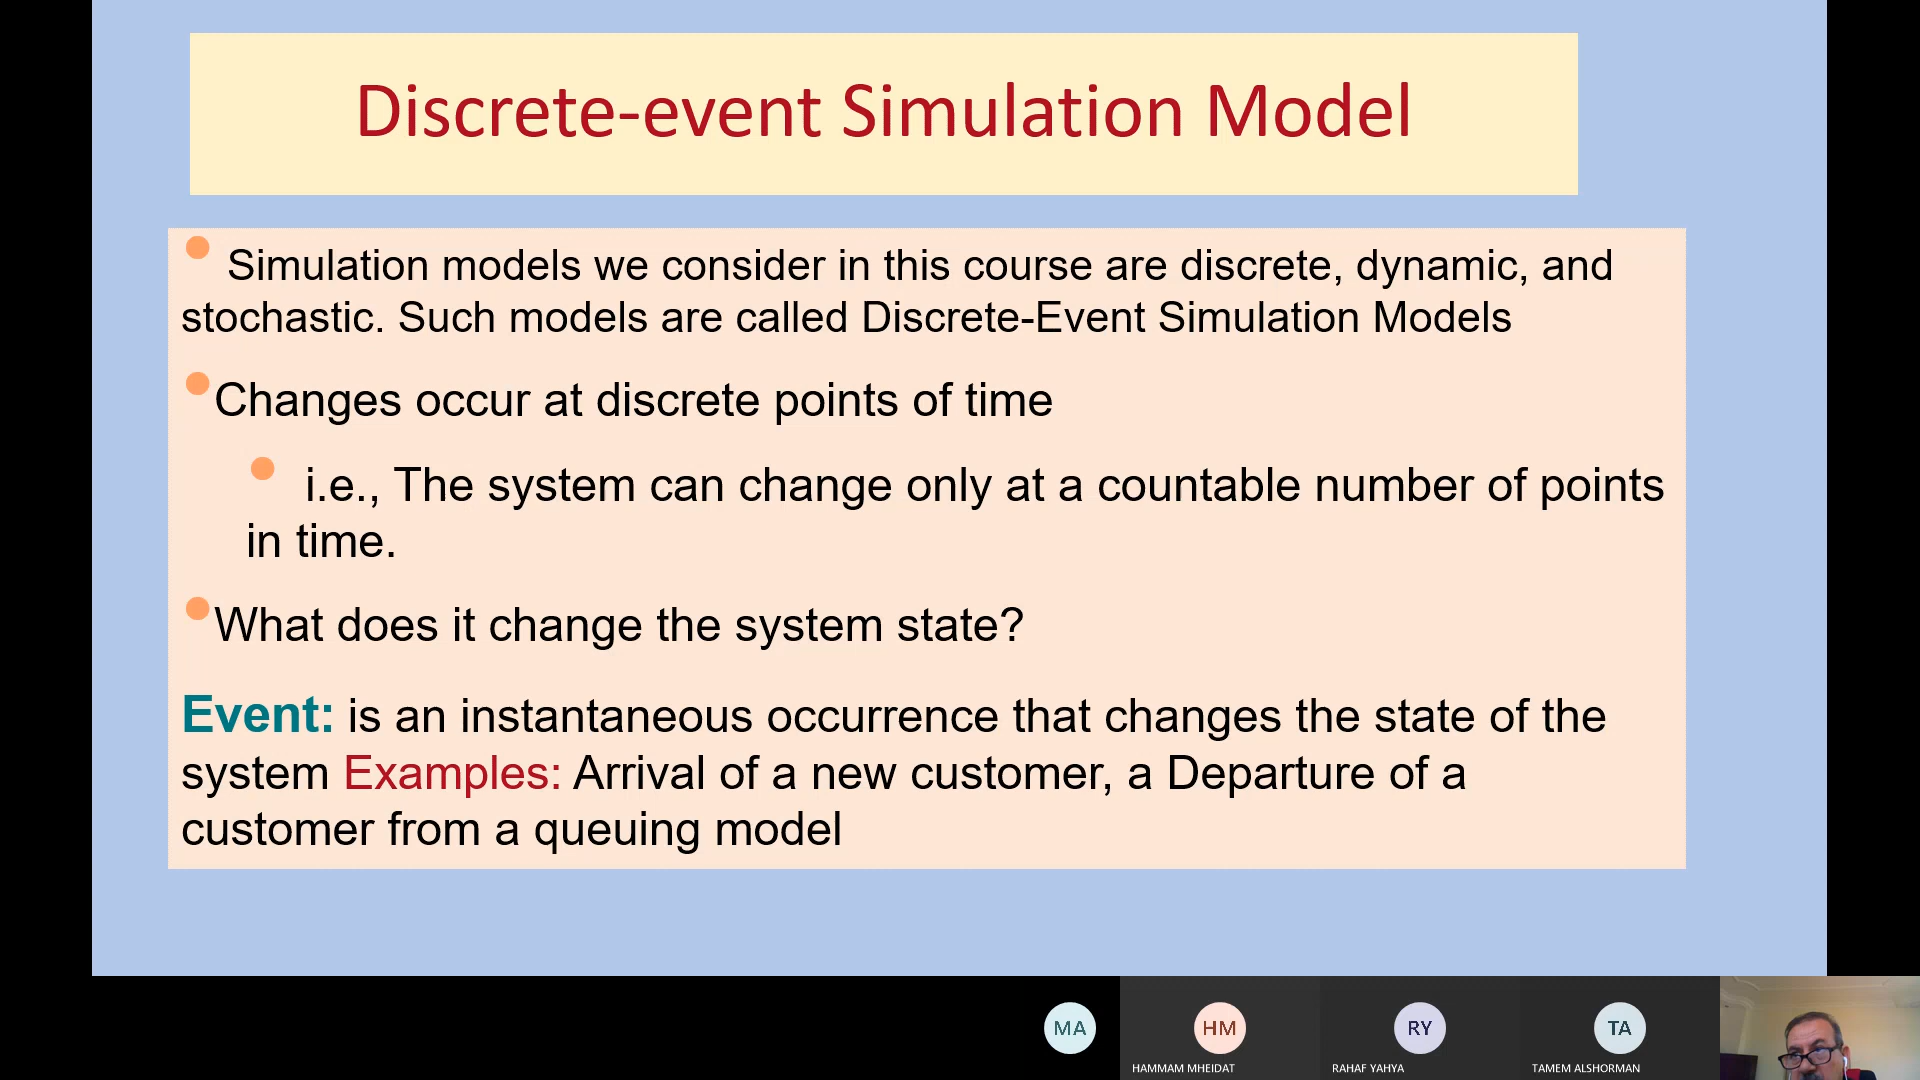 Discrete-event Simulation Model
• Simulation models we consider in this course are discrete, dynamic, and
stochastic. Such models are called Discrete-Event Simulation Models
•Changes occur at discrete points of time
• i.e., The system can change only at a countable number of points
in time.
•What does it change the system state?
Event: is an instantaneous occurrence that changes the state of the
system Examples: Arrival of a new customer, a Departure of a
customer from a queuing model
MA
HM
RY
TA
HAMMAM MHEIDAT
RAHAF YAHYA
TAMEM ALSHORMAN